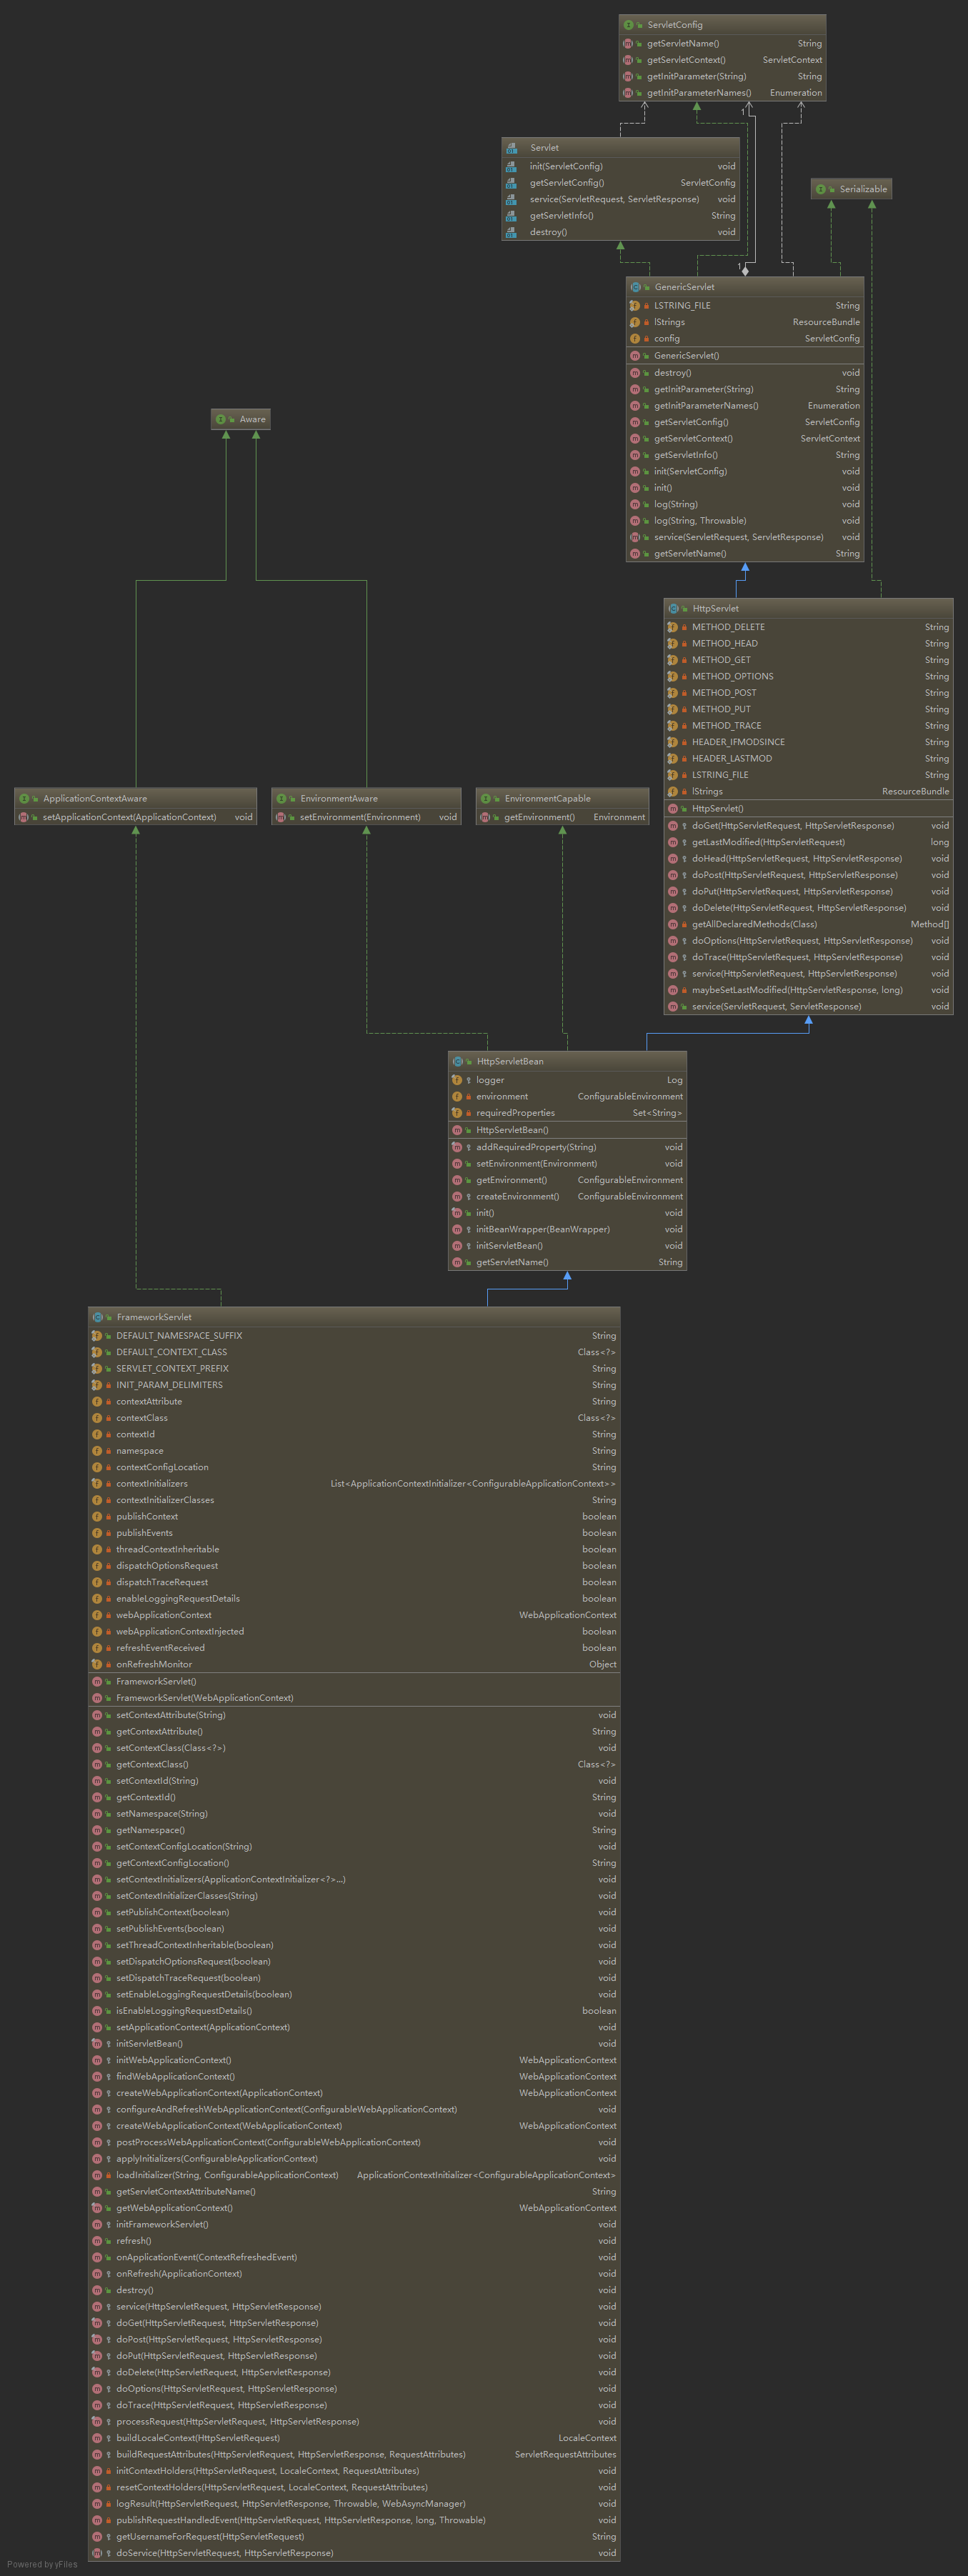 ServletConfig
getServletName() String
getServletContext() ServletContext
getInitParameter(String) String
getInitParameterNames() Enumeration
1
Servlet
init(ServletConfig) void
getServletConfig() ServletConfig
service(ServletRequest, ServletResponse) void
getServletInfo() String
destroy() void
Serializable
1
GenericServlet
LSTRING_FILE String
lStrings ResourceBundle
config ServletConfig
GenericServlet()
destroy() void
getInitParameter(String) String
getInitParameterNames() Enumeration
getServletConfig() ServletConfig
getServletContext() ServletContext
getServletInfo() String
init(ServletConfig) void
init() void
log(String) void
log(String, Throwable) void
service(ServletRequest, ServletResponse) void
getServletName() String
Aware
HttpServlet
METHOD_DELETE String
METHOD_HEAD String
METHOD_GET String
METHOD_OPTIONS String
METHOD_POST String
METHOD_PUT String
METHOD_TRACE String
HEADER_IFMODSINCE String
HEADER_LASTMOD String
LSTRING_FILE String
lStrings ResourceBundle
HttpServlet()
doGet(HttpServletRequest, HttpServletResponse) void
getLastModified(HttpServletRequest) long
doHead(HttpServletRequest, HttpServletResponse) void
doPost(HttpServletRequest, HttpServletResponse) void
doPut(HttpServletRequest, HttpServletResponse) void
doDelete(HttpServletRequest, HttpServletResponse) void
getAllDeclaredMethods(Class) Method[]
doOptions(HttpServletRequest, HttpServletResponse) void
doTrace(HttpServletRequest, HttpServletResponse) void
service(HttpServletRequest, HttpServletResponse) void
maybeSetLastModified(HttpServletResponse, long) void
service(ServletRequest, ServletResponse) void
ApplicationContextAware
setApplicationContext(ApplicationContext) void
EnvironmentAware
setEnvironment(Environment) void
EnvironmentCapable
getEnvironment() Environment
HttpServletBean
logger Log
environment ConfigurableEnvironment
requiredProperties Set<String>
HttpServletBean()
addRequiredProperty(String) void
setEnvironment(Environment) void
getEnvironment() ConfigurableEnvironment
createEnvironment() ConfigurableEnvironment
init() void
initBeanWrapper(BeanWrapper) void
initServletBean() void
getServletName() String
FrameworkServlet
DEFAULT_NAMESPACE_SUFFIX String
DEFAULT_CONTEXT_CLASS Class<?>
SERVLET_CONTEXT_PREFIX String
INIT_PARAM_DELIMITERS String
contextAttribute String
contextClass Class<?>
contextId String
namespace String
contextConfigLocation String
contextInitializers List<ApplicationContextInitializer<ConfigurableApplicationContext>>
contextInitializerClasses String
publishContext boolean
publishEvents boolean
threadContextInheritable boolean
dispatchOptionsRequest boolean
dispatchTraceRequest boolean
enableLoggingRequestDetails boolean
webApplicationContext WebApplicationContext
webApplicationContextInjected boolean
refreshEventReceived boolean
onRefreshMonitor Object
FrameworkServlet()
FrameworkServlet(WebApplicationContext)
setContextAttribute(String) void
getContextAttribute() String
setContextClass(Class<?>) void
getContextClass() Class<?>
setContextId(String) void
getContextId() String
setNamespace(String) void
getNamespace() String
setContextConfigLocation(String) void
getContextConfigLocation() String
setContextInitializers(ApplicationContextInitializer<?>...) void
setContextInitializerClasses(String) void
setPublishContext(boolean) void
setPublishEvents(boolean) void
setThreadContextInheritable(boolean) void
setDispatchOptionsRequest(boolean) void
setDispatchTraceRequest(boolean) void
setEnableLoggingRequestDetails(boolean) void
isEnableLoggingRequestDetails() boolean
setApplicationContext(ApplicationContext) void
initServletBean() void
initWebApplicationContext() WebApplicationContext
findWebApplicationContext() WebApplicationContext
createWebApplicationContext(ApplicationContext) WebApplicationContext
configureAndRefreshWebApplicationContext(ConfigurableWebApplicationContext) void
createWebApplicationContext(WebApplicationContext) WebApplicationContext
postProcessWebApplicationContext(ConfigurableWebApplicationContext) void
applyInitializers(ConfigurableApplicationContext) void
loadInitializer(String, ConfigurableApplicationContext) ApplicationContextInitializer<ConfigurableApplicationContext>
getServletContextAttributeName() String
getWebApplicationContext() WebApplicationContext
initFrameworkServlet() void
refresh() void
onApplicationEvent(ContextRefreshedEvent) void
onRefresh(ApplicationContext) void
destroy() void
service(HttpServletRequest, HttpServletResponse) void
doGet(HttpServletRequest, HttpServletResponse) void
doPost(HttpServletRequest, HttpServletResponse) void
doPut(HttpServletRequest, HttpServletResponse) void
doDelete(HttpServletRequest, HttpServletResponse) void
doOptions(HttpServletRequest, HttpServletResponse) void
doTrace(HttpServletRequest, HttpServletResponse) void
processRequest(HttpServletRequest, HttpServletResponse) void
buildLocaleContext(HttpServletRequest) LocaleContext
buildRequestAttributes(HttpServletRequest, HttpServletResponse, RequestAttributes) ServletRequestAttributes
initContextHolders(HttpServletRequest, LocaleContext, RequestAttributes) void
resetContextHolders(HttpServletRequest, LocaleContext, RequestAttributes) void
logResult(HttpServletRequest, HttpServletResponse, Throwable, WebAsyncManager) void
publishRequestHandledEvent(HttpServletRequest, HttpServletResponse, long, Throwable) void
getUsernameForRequest(HttpServletRequest) String
doService(HttpServletRequest, HttpServletResponse) void
Powered by yFiles